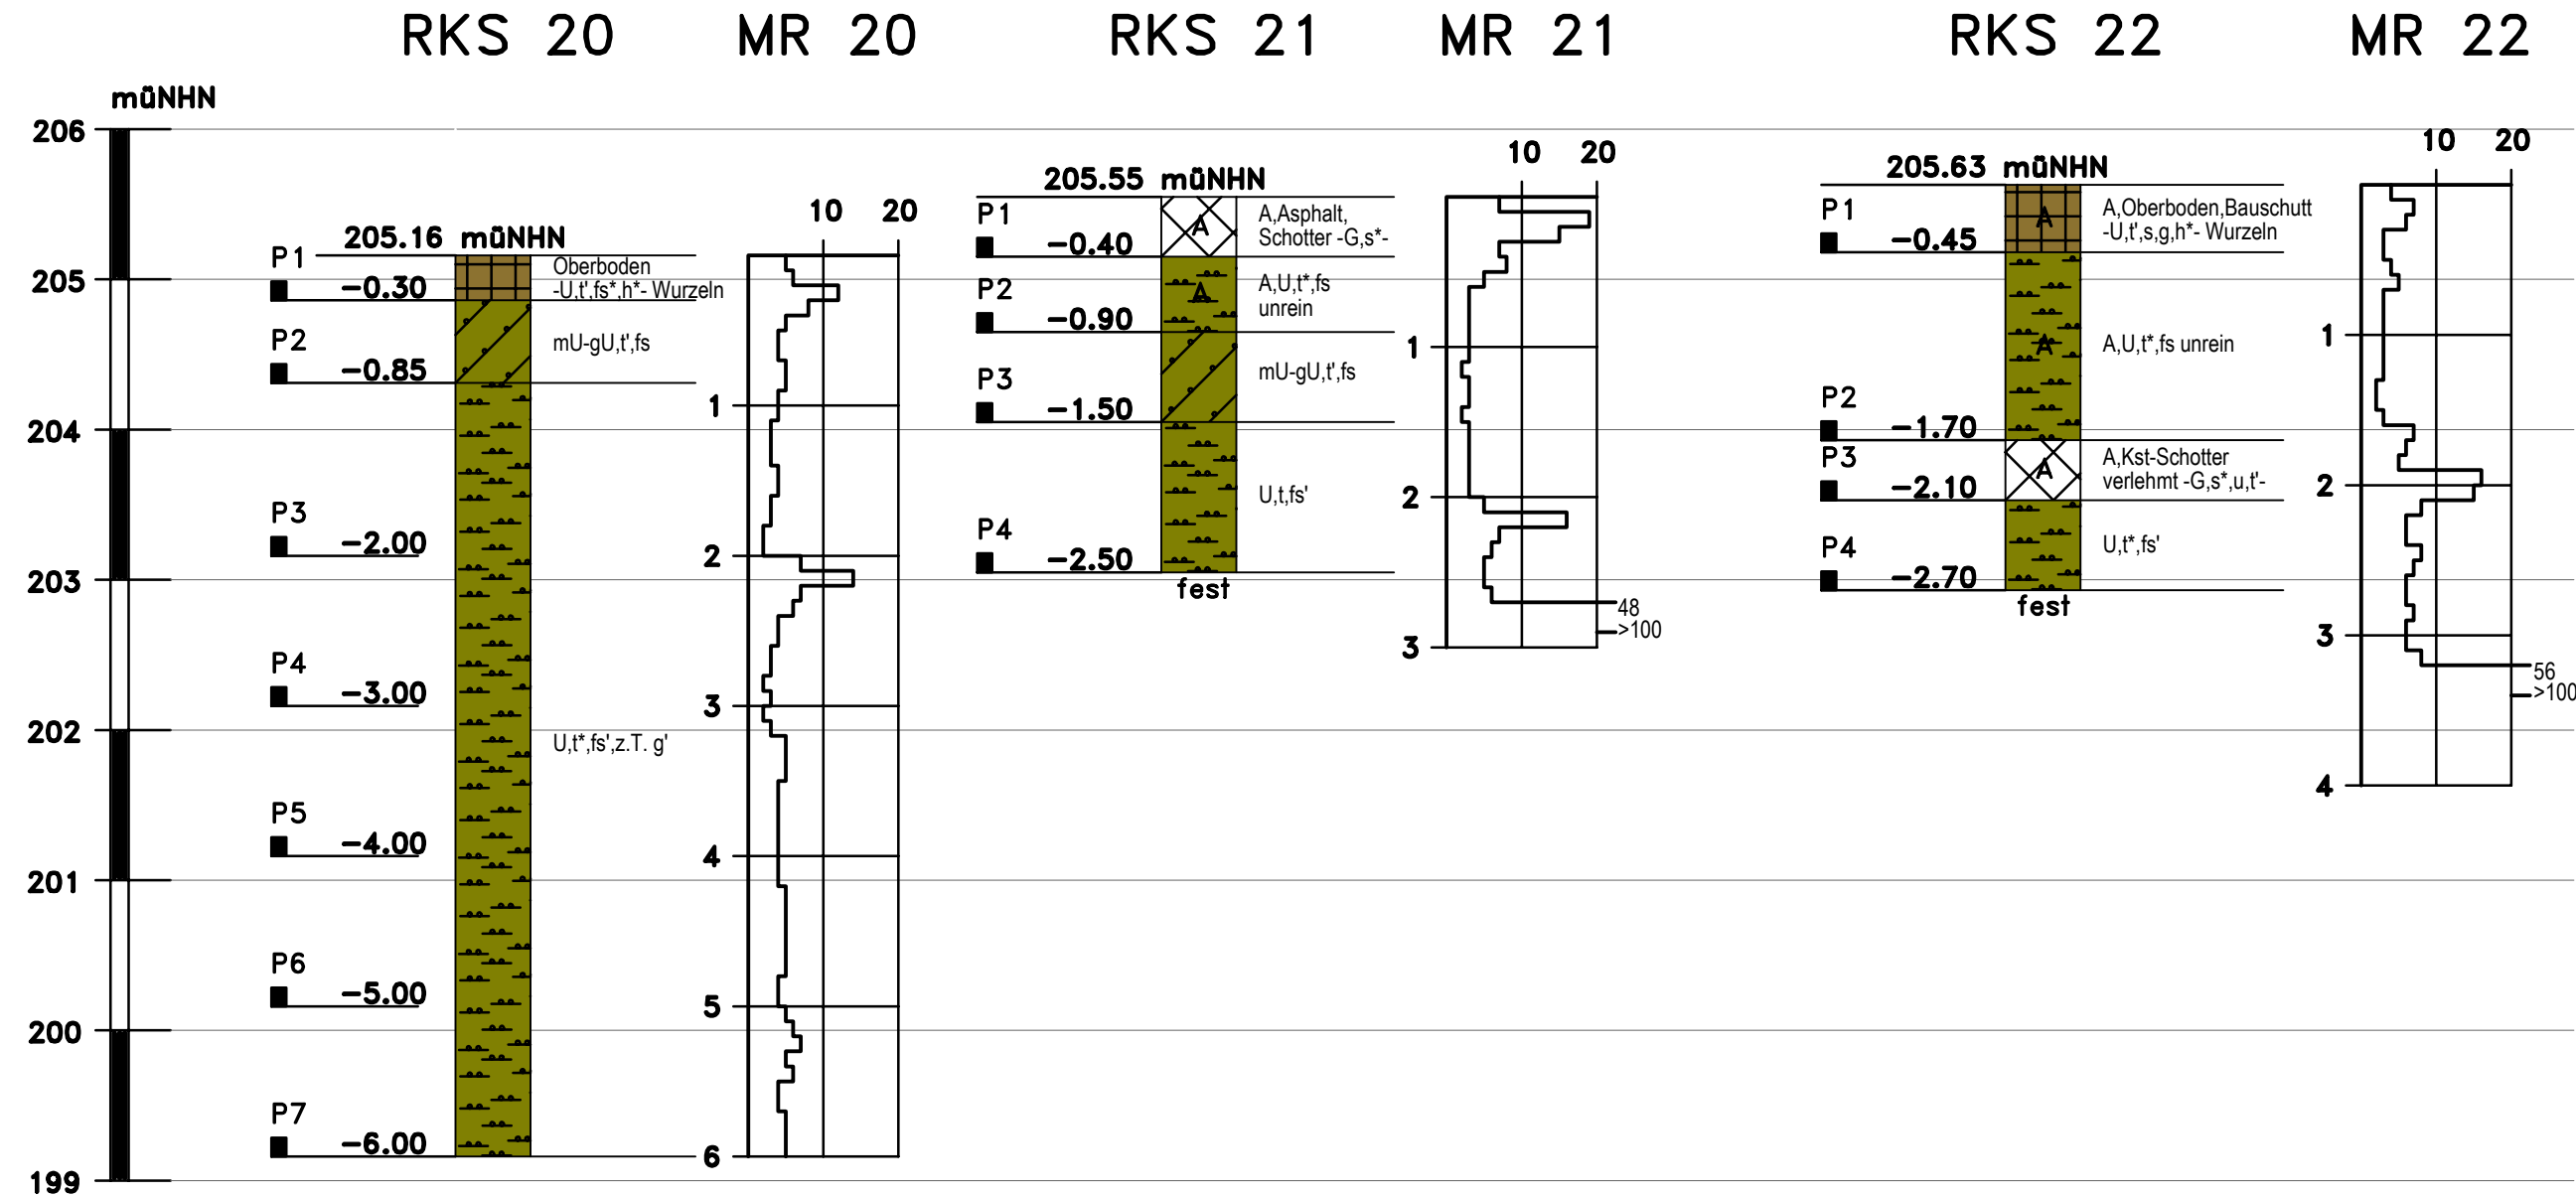 RKS 20
MR 20
RKS 21
MR 21
RKS 22
MR 22
müNHN
206
205
204
203
202
201
200
199
205.16 müNHN
P1
-0.30
Oberboden
-U,t',fs*,h*- Wurzeln
P2
-0.85
mU-gU,t',fs
P3
-2.00
P4
-3.00
U,t*,fs',z.T. g'
P5
-4.00
P6
-5.00
P7
-6.00
10 20
1
2
3
4
5
6
205.55 müNHN
P1
-0.40
A
A,Asphalt,
Schotter -G,s*-
P2
-0.90
A
A,U,t*,fs
unrein
P3
-1.50
mU-gU,t',fs
P4
-2.50
U,t,fs'
fest
10 20
1
2
48
>100
3
205.63 müNHN
P1
-0.45
A
A,Oberboden,Bauschutt
-U,t',s,g,h*- Wurzeln
A
A,U,t*,fs unrein
P2
-1.70
P3
-2.10
A
A,Kst-Schotter
verlehmt -G,s*,u,t'-
P4
-2.70
U,t*,fs'
fest
10 20
1
2
3
56
>100
4